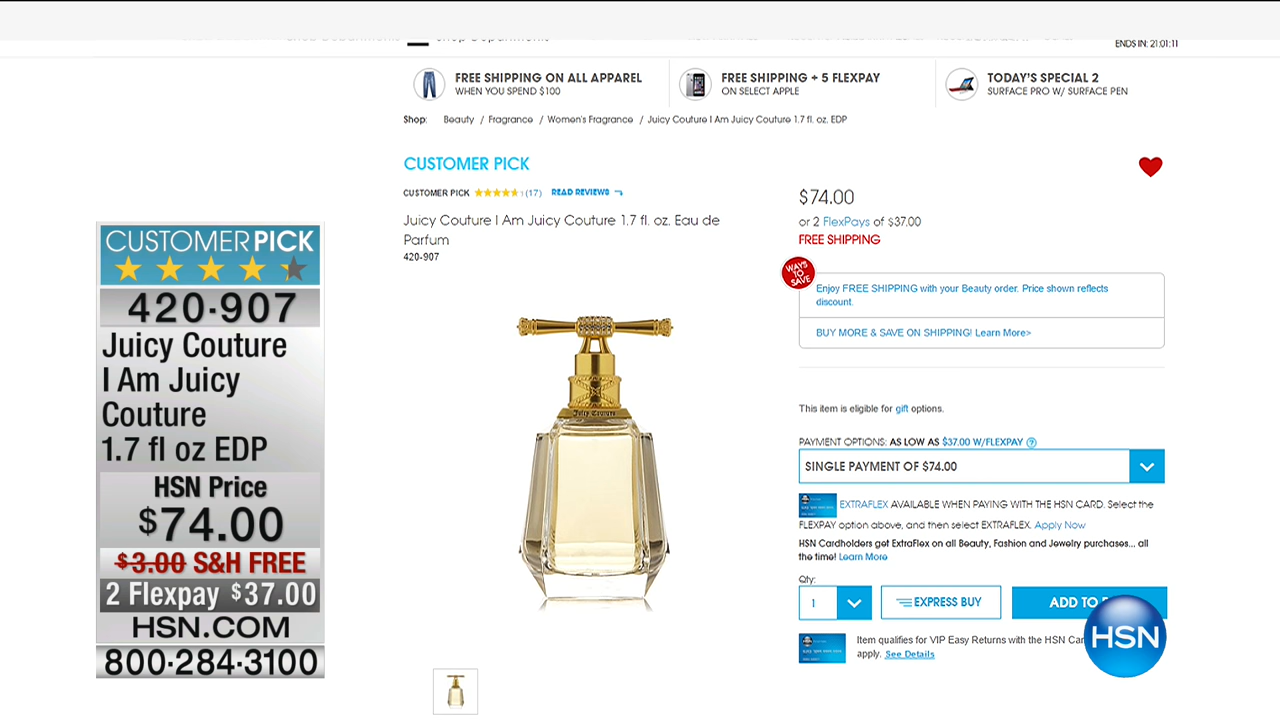 ENDS IN: 21:01:11
FREE SHIPPING ON ALL APPAREL
WHEN YOU SPEND $100
FREE SHIPPING + 5 FLEXPAY
ON SELECT APPLE
TODAY'S SPECIAL 2
SURFACE PRO W/ SURFACE PEN
Shop: Beauty / Fragrance / Women's Fragrance / Juicy Couture I Am Juicy Couture 1.7 fl. oz. EDP
CUSTOMER PICK
CUSTOMER PICK (17) READ REVIEWS
Juicy Couture I Am Juicy Couture 1.7 fl. oz. Eau de
Parfum
420-907
$74.00
or 2 FlexPays of $37.00
FREE SHIPPING
WAYS
TO
SAVE
Enjoy FREE SHIPPING with your Beauty order. Price shown reflects
discount.
BUY MORE & SAVE ON SHIPPING! Learn More>
This item is eligible for gift options.
PAYMENT OPTIONS: AS LOW AS $37.00 W/FLEXPAY ?
SINGLE PAYMENT OF $74.00
EXTRAFLEX AVAILABLE WHEN PAYING WITH THE HSN CARD. Select the
FLEXPAY option above, and then select EXTRAFLEX. Apply Now
HSN Cardholders get ExtraFlex on all Beauty, Fashion and Jewelry purchases... all
the time! Learn More
Qty:
1
EXPRESS BUY
ADD TO
Item qualifies for VIP Easy Returns with the HSN Car
apply. See Details
HSN
Juicy Couture
CUSTOMER PICK
420-907
Juicy Couture
I Am Juicy
Couture
1.7 fl oz EDP
HSN Price
$74.00
$3.00 S&H FREE
2 Flexpay $37.00
HSN.COM
800-284-3100